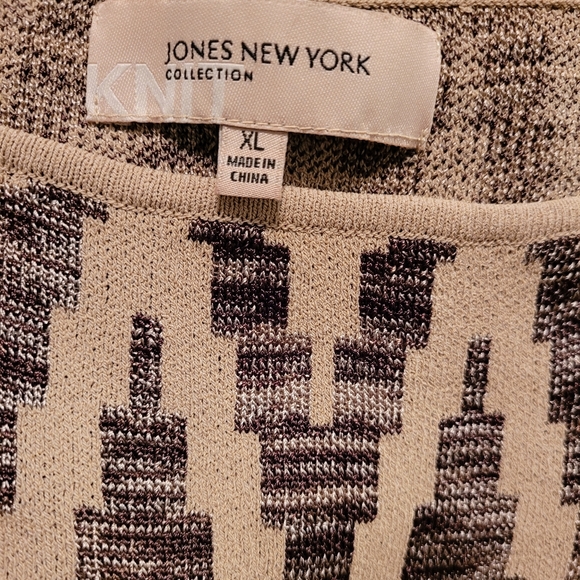 JONES NEW YORK
COLLECTION
KNIT
XL
MADE IN
CHINA